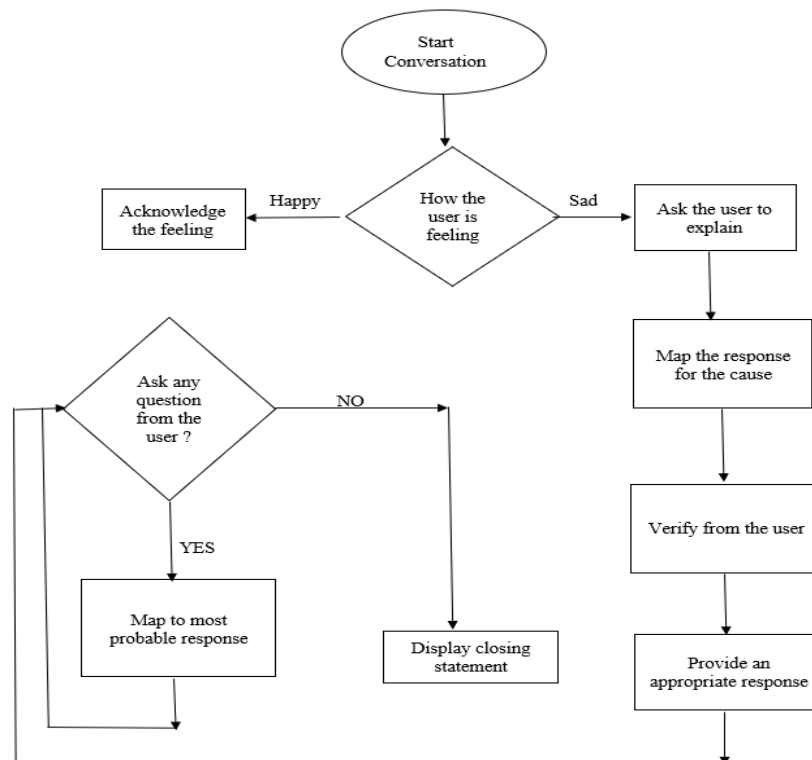 Start
Conversation
How the
user is
feeling
Happy
Sad
Acknowledge
the feeling
Ask the user to
explain
Map the response
for the cause
Ask any
question
from the
user ?
NO
YES
Verify from the user
Map to most
probable response
Display closing
statement
Provide an
appropriate response